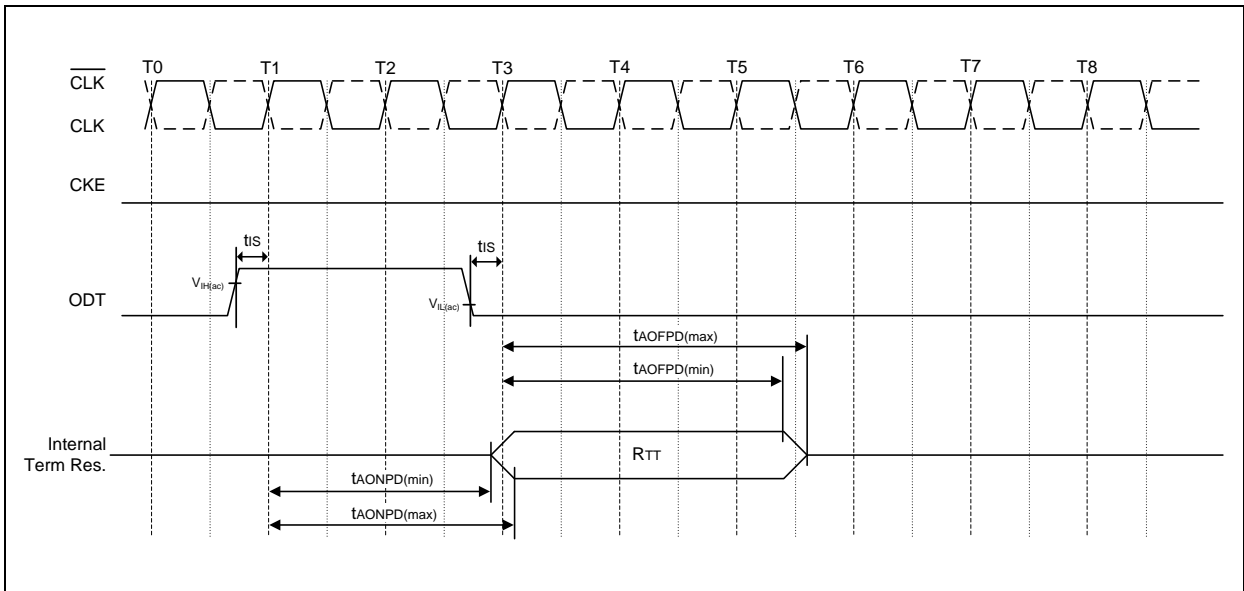 T0 T1 T2 T3 T4 T5 T6 T7 T8
CLK
CLK
CKE
tIS tIS
VIH(ac)
ODT
VIL(ac)
tAOFPD(max)
tAOFPD(min)
Internal
Term Res.
RTT
tAONPD(min)
tAONPD(max)